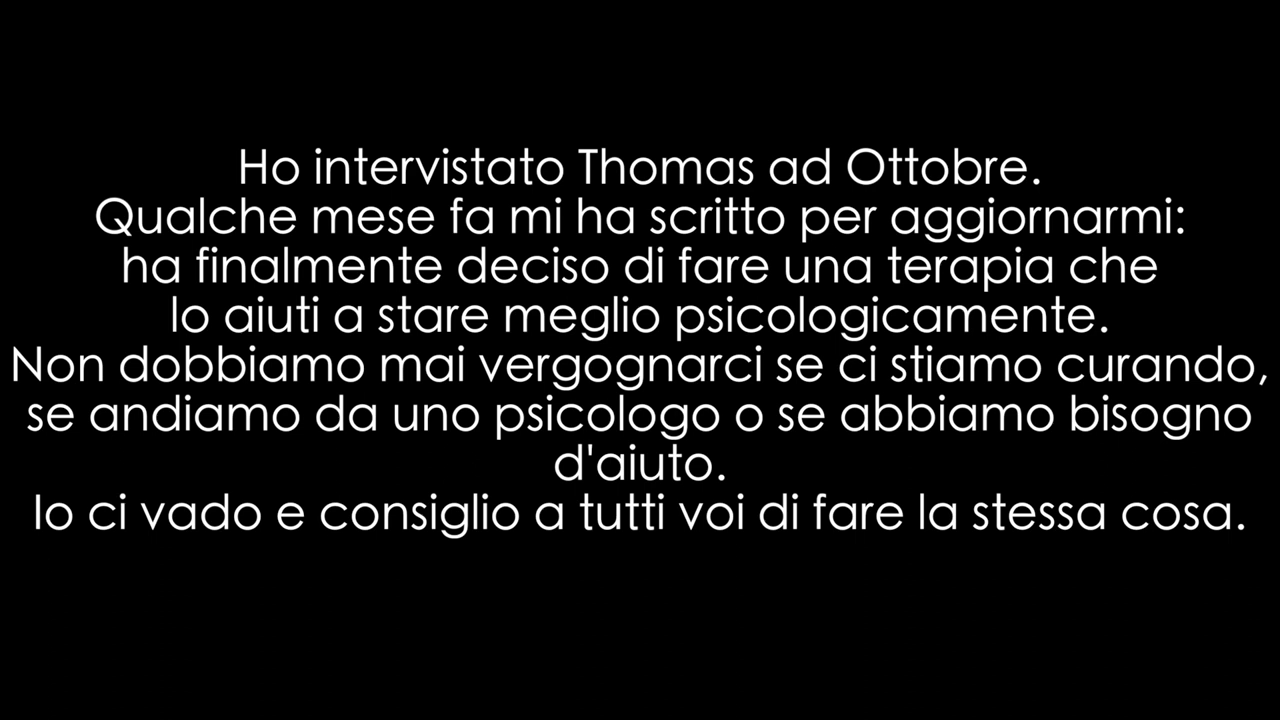 Ho intervistato Thomas ad Ottobre.
Qualche mese fa mi ha scritto per aggiornarmi:
ha finalmente deciso di fare una terapia che
lo aiuti a stare meglio psicologicamente.
Non dobbiamo mai vergognarci se ci stiamo curando,
se andiamo da uno psicologo o se abbiamo bisogno
d'aiuto.
Io ci vado e consiglio a tutti voi di fare la stessa cosa.